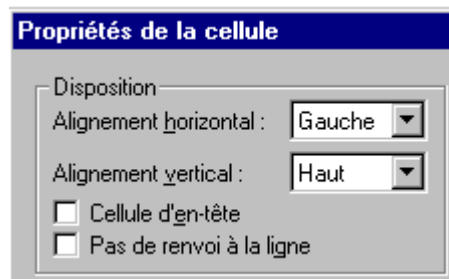 Propriétés de la cellule
Disposition
Alignement horizontal : Gauche
Alignement vertical : Haut
Cellule d'en-tête
Pas de renvoi à la ligne